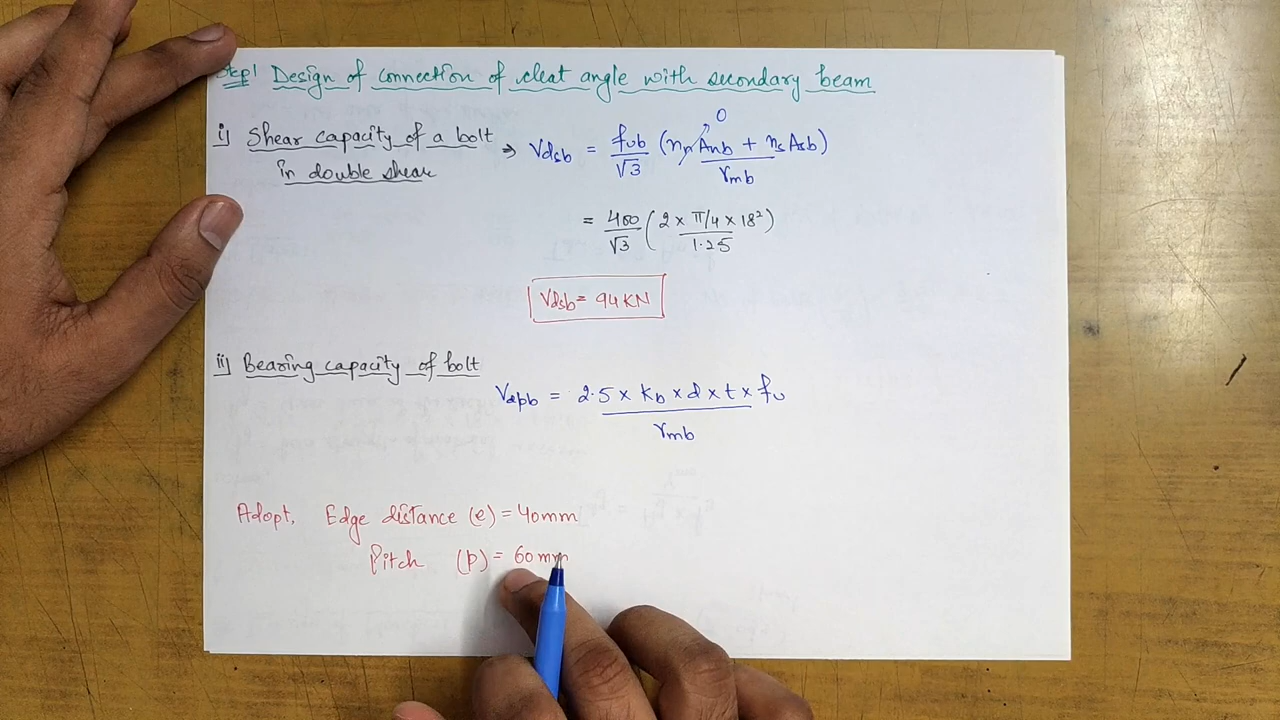 Step1 Design of connection of cleat angle with secondary beam
i) Shear capacity of a bolt in double shear → Vdsb = fub/√3 (nn Anb + ns Asb)/γmb
0
= 400/√3 (2 × π/4 × 18²/1.25)
Vdsb = 94 KN
ii) Bearing capacity of bolt
Vdpb = 2.5 × Kb × d × t × fu/γmb
Adopt, Edge distance (e) = 40mm
Pitch (p) = 60mm